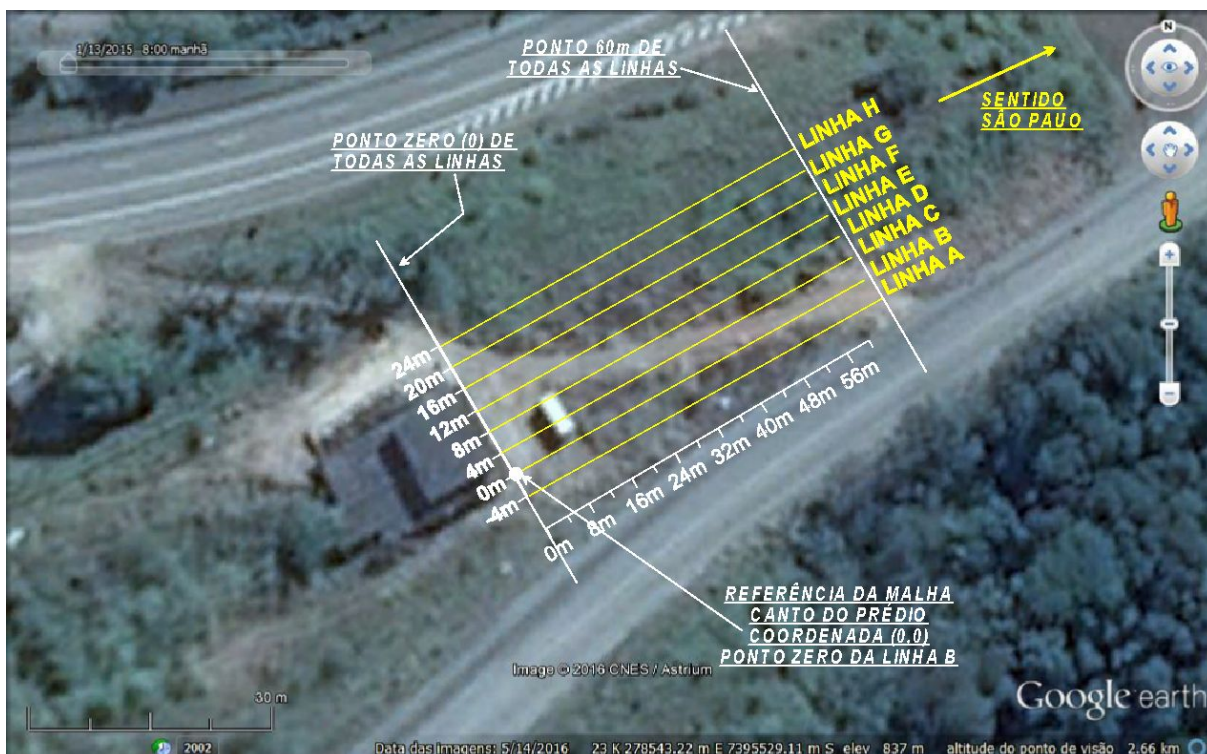 1/13/2015 8:00 manhã
PONTO 60m DE
TODAS AS LINHAS
N
SENTIDO
SÃO PAUO
PONTO ZERO (0) DE
TODAS AS LINHAS
LINHA H
LINHA G
LINHA F
LINHA E
LINHA D
LINHA C
LINHA B
LINHA A
24m
20m
16m
12m
8m
4m
0m
-4m
0m
8m
16m
24m
32m
40m
48m
56m
REFERÊNCIA DA MALHA
CANTO DO PRÉDIO
COORDENADA (0,0)
PONTO ZERO DA LINHA B
Image © 2016 CNES / Astrium
Google earth
30 m
2002
Data das imagens: 5/14/2016 23 K 278543.22 m E 7395529.11 m S elev 837 m altitude do ponto de visão 2.66 km